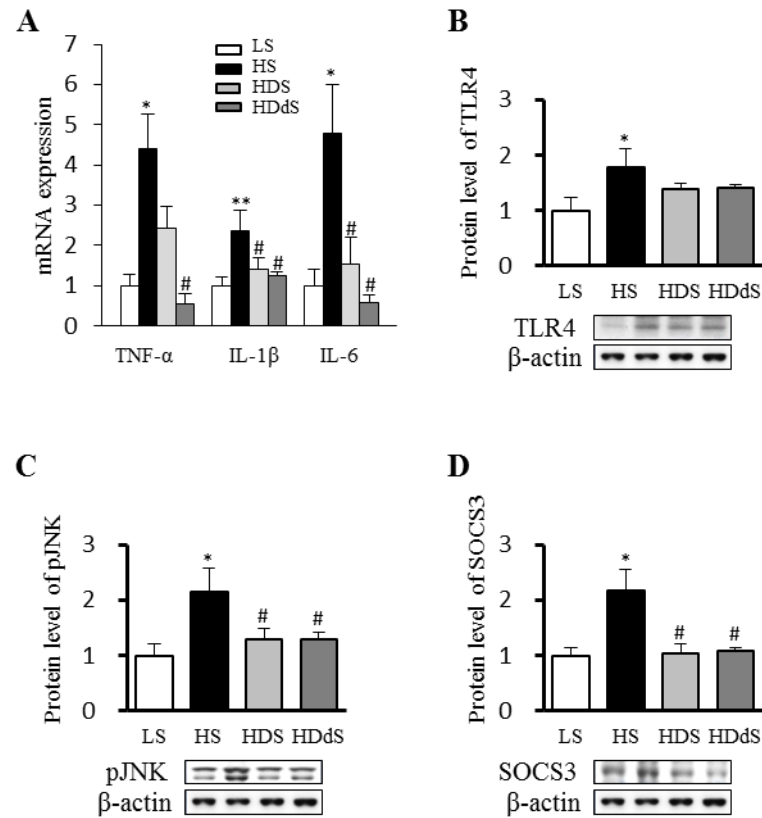 A
LS
HS
HDS
HDdS
mRNA expression
7
6
5
4
3
2
1
0
*
**
*
#
#
#
#
#
TNF-α IL-1β IL-6
B
Protein level of TLR4
3
2
1
0
*
LS HS HDS HDdS
TLR4
β-actin
C
Protein level of pJNK
3
2
1
0
*
#
#
LS HS HDS HDdS
pJNK
β-actin
D
Protein level of SOCS3
3
2
1
0
*
#
#
LS HS HDS HDdS
SOCS3
β-actin